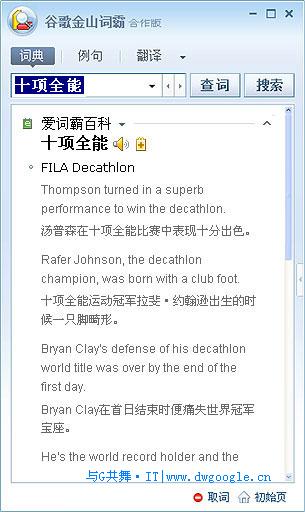 谷歌金山词霸 合作版
词典 例句 翻译
十项全能 查词 搜索
爱词霸百科
十项全能
FILA Decathlon
Thompson turned in a superb
performance to win the decathlon.
汤普森在十项全能比赛中表现十分出色。
Rafer Johnson, the decathlon
champion, was born with a club foot.
十项全能运动冠军拉斐·约翰逊出生的时
候一只脚畸形。
Bryan Clay's defense of his decathlon
world title was over by the end of the
first day.
Bryan Clay在首日结束时便痛失世界冠军
宝座。
He's the world record holder and the
与G共舞·IT|www.dwgoogle.cn
取词 初始页